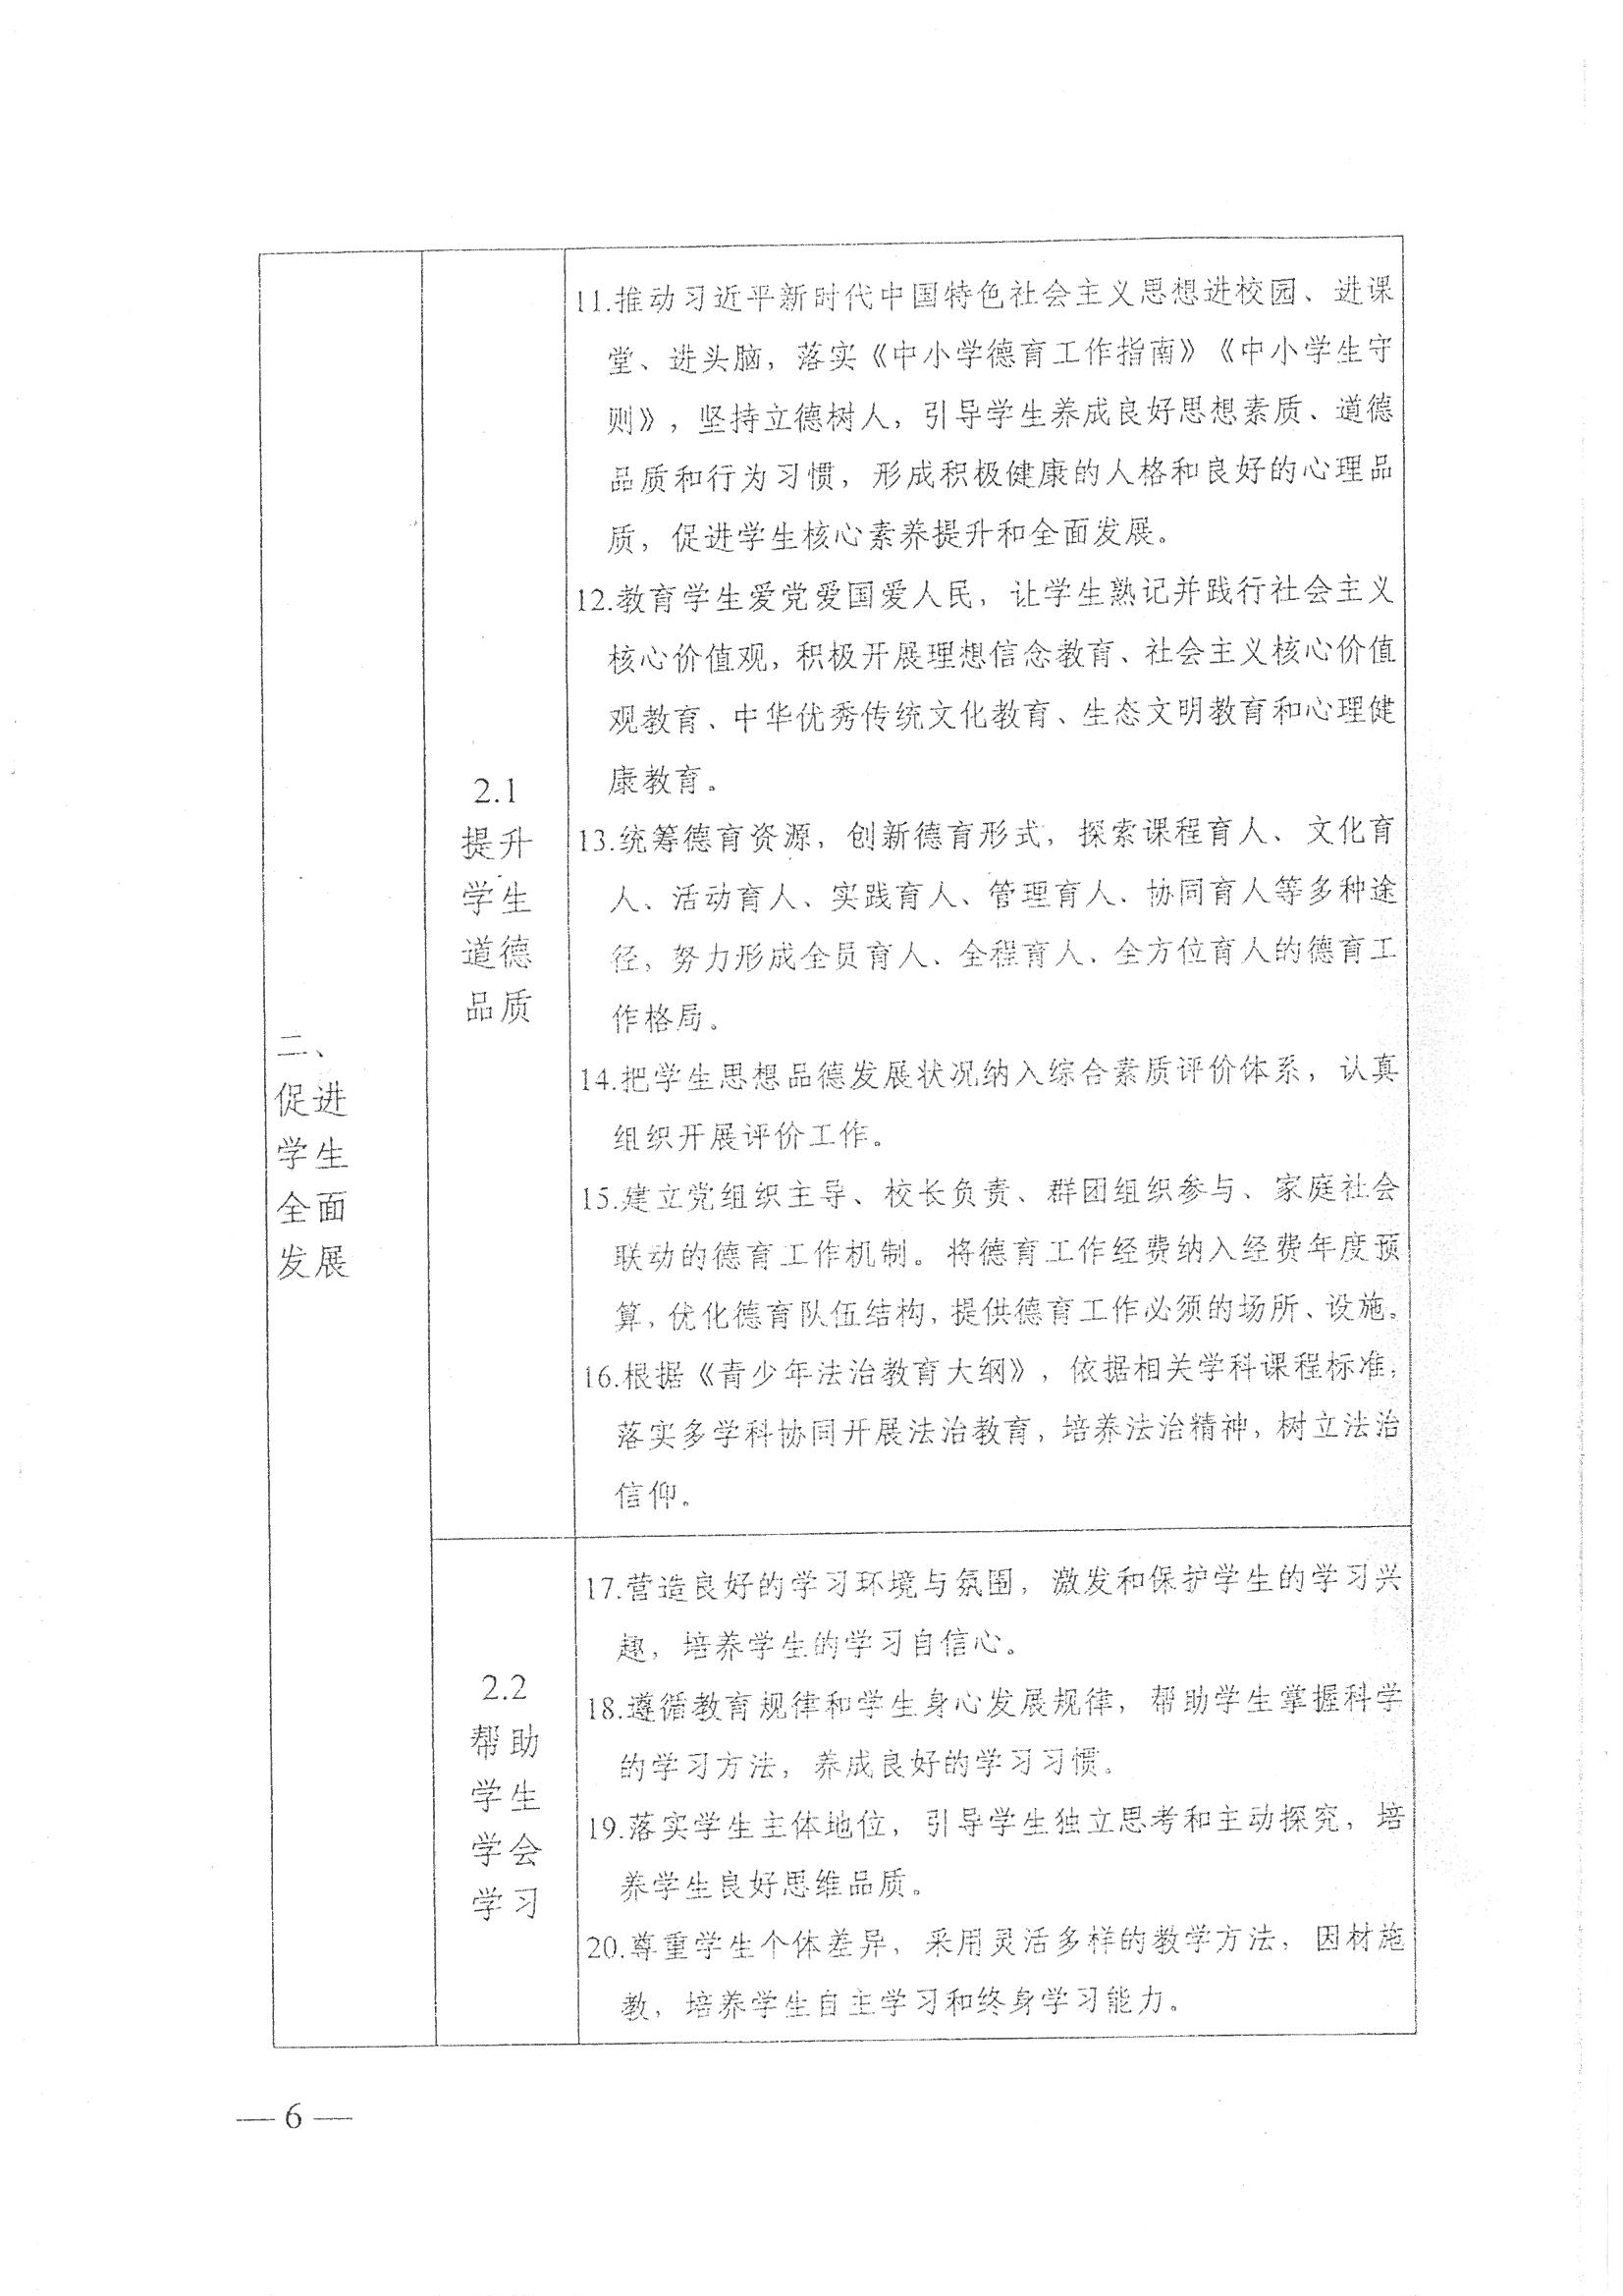 二、
促进
学生
全面
发展
2.1
提升
学生
道德
品质
11.推动习近平新时代中国特色社会主义思想进校园、进课
堂、进头脑，落实《中小学德育工作指南》《中小学生守
则》，坚持立德树人，引导学生养成良好思想素质、道德
品质和行为习惯，形成积极健康的人格和良好的心理品
质，促进学生核心素养提升和全面发展。
12.教育学生爱党爱国爱人民，让学生熟记并践行社会主义
核心价值观，积极开展理想信念教育、社会主义核心价值
观教育、中华优秀传统文化教育、生态文明教育和心理健
康教育。
13.统筹德育资源，创新德育形式，探索课程育人、文化育
人、活动育人、实践育人、管理育人、协同育人等多种途
径，努力形成全员育人、全程育人、全方位育人的德育工
作格局。
14.把学生思想品德发展状况纳入综合素质评价体系，认真
组织开展评价工作。
15.建立党组织主导、校长负责、群团组织参与、家庭社会
联动的德育工作机制。将德育工作经费纳入经费年度预
算，优化德育队伍结构，提供德育工作必须的场所、设施。
16.根据《青少年法治教育大纲》，依据相关学科课程标准，
落实多学科协同开展法治教育，培养法治精神，树立法治
信仰。
2.2
帮助
学生
学会
学习
17.营造良好的学习环境与氛围，激发和保护学生的学习兴
趣，培养学生的学习自信心。
18.遵循教育规律和学生身心发展规律，帮助学生掌握科学
的学习方法，养成良好的学习习惯。
19.落实学生主体地位，引导学生独立思考和主动探究，培
养学生良好思维品质。
20.尊重学生个体差异，采用灵活多样的教学方法，因材施
教，培养学生自主学习和终身学习能力。
— 6 —